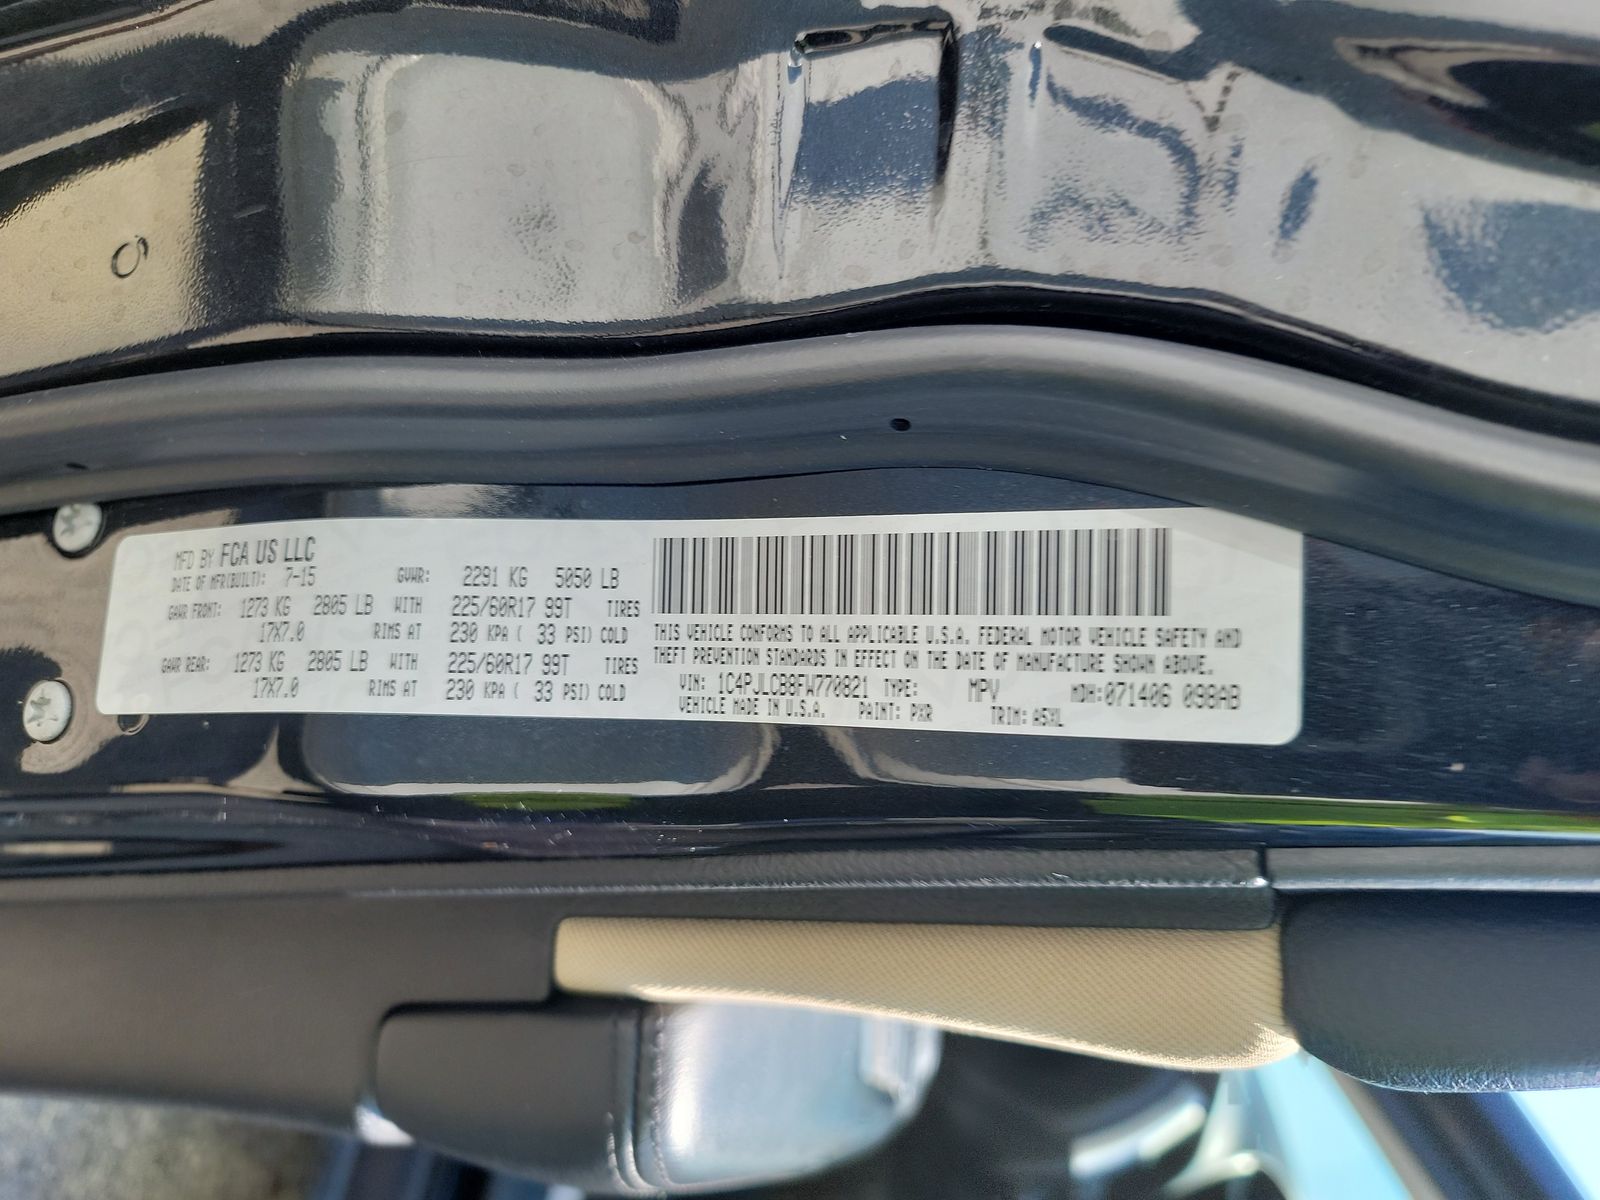 MFD BY FCA US LLC
DATE OF MFR(BUILT): 7-15 GVWR: 2291 KG 5050 LB
GAWR FRONT: 1273 KG 2805 LB WITH 225/60R17 99T TIRES
17X7.0 RIMS AT 230 KPA ( 33 PSI) COLD
GAWR REAR: 1273 KG 2805 LB WITH 225/60R17 99T TIRES
17X7.0 RIMS AT 230 KPA ( 33 PSI) COLD
THIS VEHICLE CONFORMS TO ALL APPLICABLE U.S.A. FEDERAL MOTOR VEHICLE SAFETY AND
THEFT PREVENTION STANDARDS IN EFFECT ON THE DATE OF MANUFACTURE SHOWN ABOVE.
VIN: 1C4PJLCB8FW770821 TYPE: MPV MDH:071406 098AB
VEHICLE MADE IN U.S.A. PAINT: PXR TRIM: A5XL